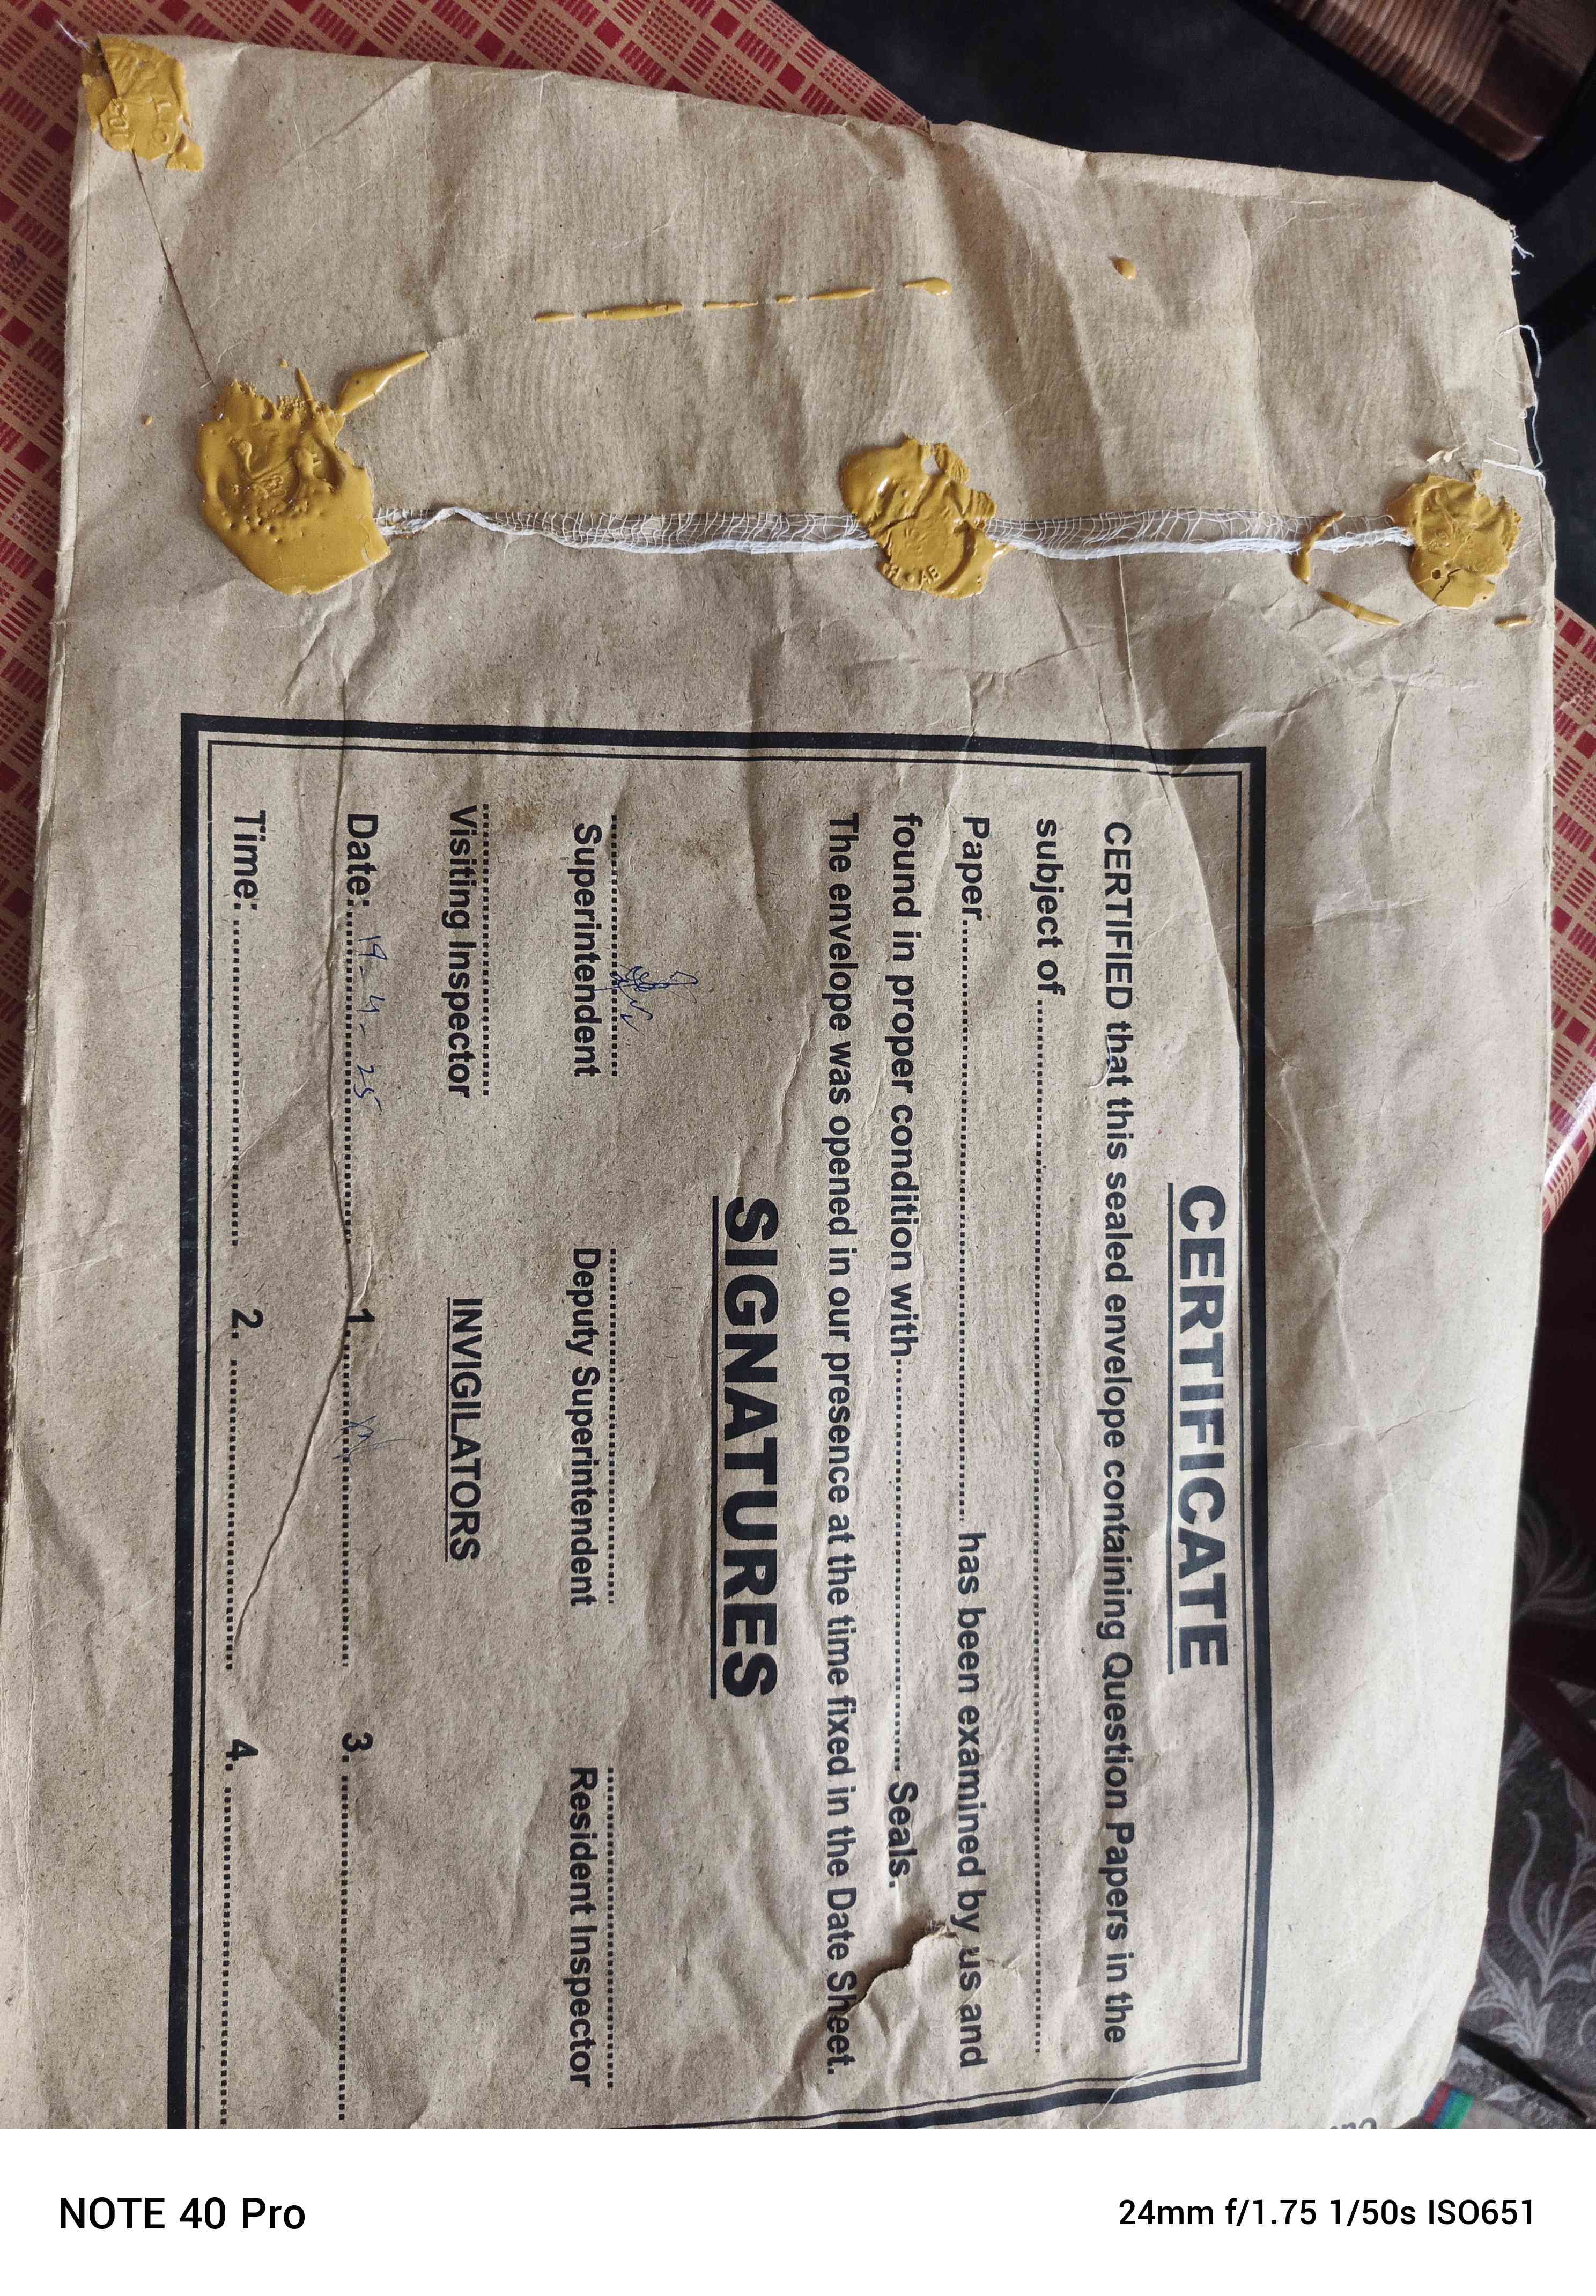 CERTIFICATE
CERTIFIED that this sealed envelope containing Question Papers in the
subject of ................................................
Paper................................................ has been examined by us and
found in proper condition with................................ Seals.
The envelope was opened in our presence at the time fixed in the Date Sheet.
SIGNATURES
Superintendent Deputy Superintendent Resident Inspector
Visiting Inspector INVIGILATORS
Date: 19-4-25 1. 3.
Time: 2. 4.
NOTE 40 Pro
24mm f/1.75 1/50s ISO651